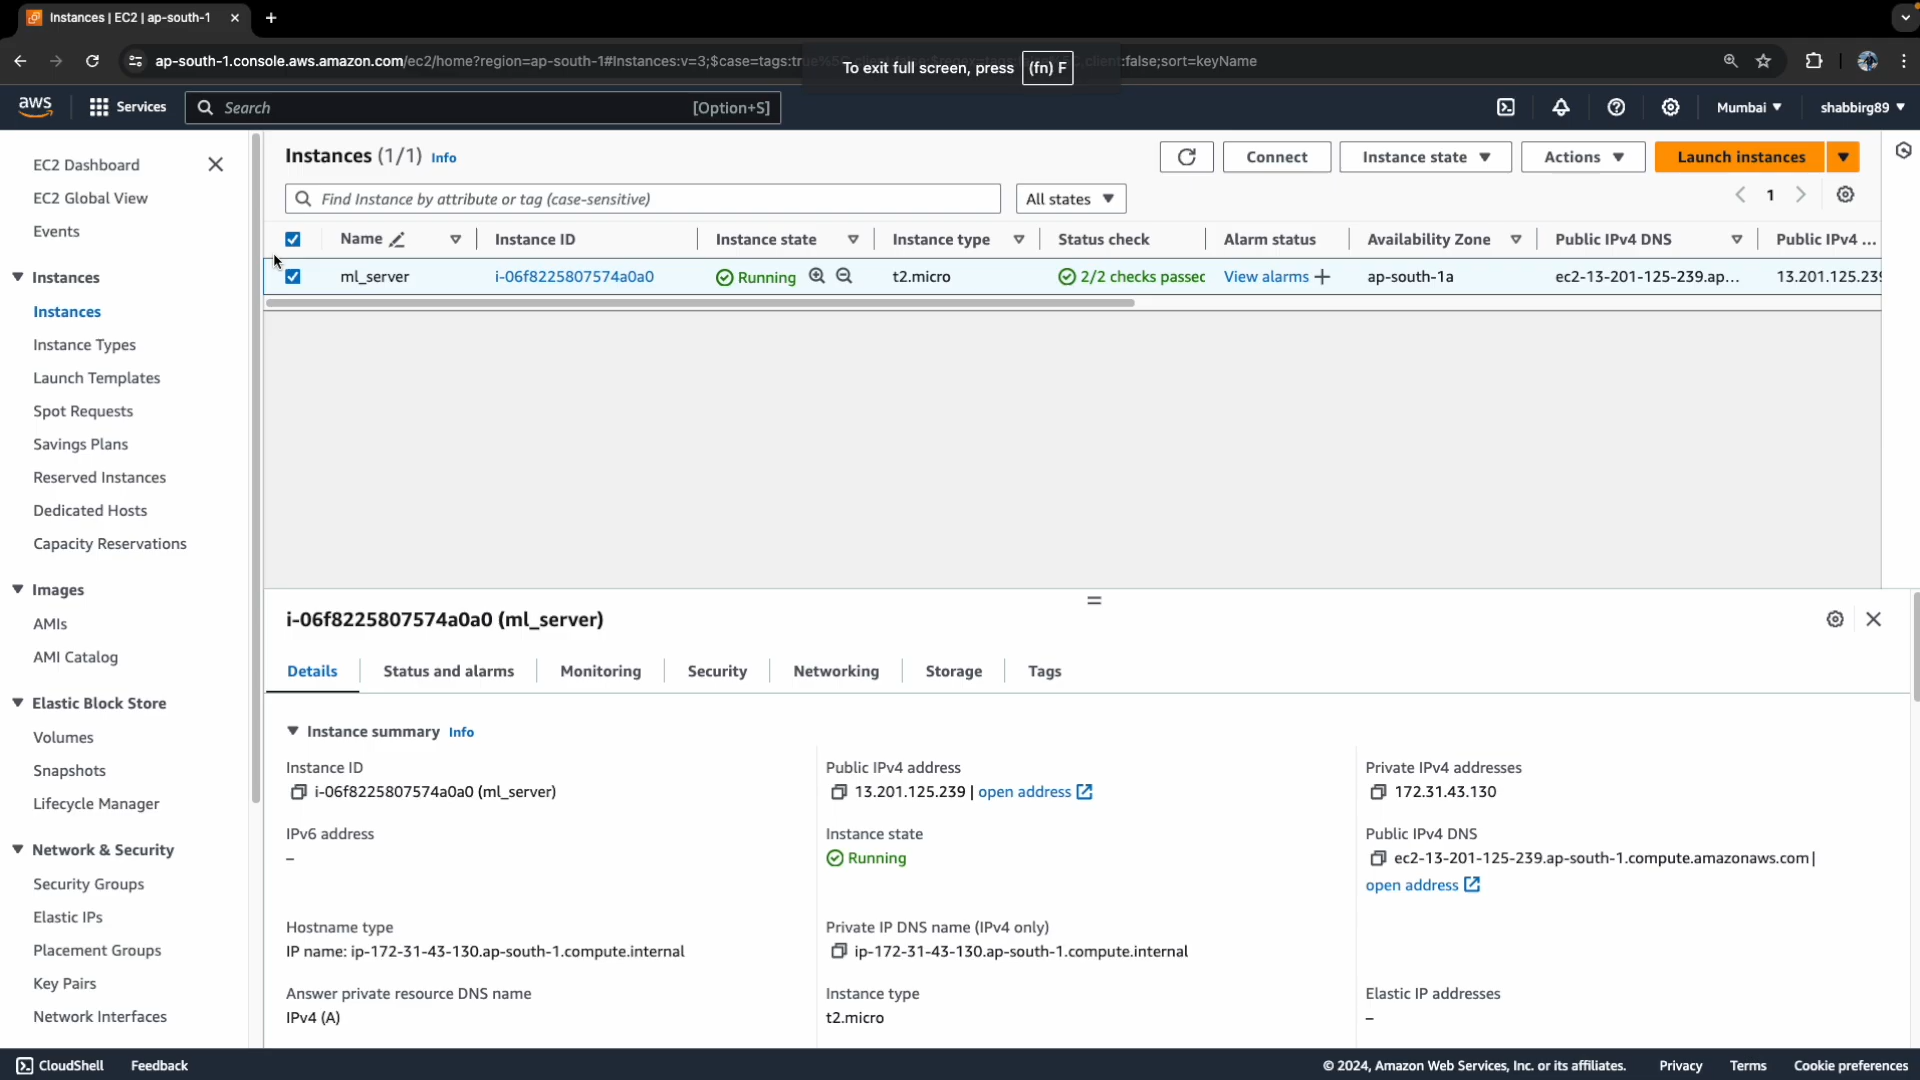 Instances | EC2 | ap-south-1
ap-south-1.console.aws.amazon.com/ec2/home?region=ap-south-1#Instances:v=3;$case=tags:true client:false;sort=keyName
To exit full screen, press (fn) F
aws Services Search [Option+S] Mumbai shabbirg89
EC2 Dashboard
EC2 Global View
Events
Instances
Instances
Instance Types
Launch Templates
Spot Requests
Savings Plans
Reserved Instances
Dedicated Hosts
Capacity Reservations
Images
AMIs
AMI Catalog
Elastic Block Store
Volumes
Snapshots
Lifecycle Manager
Network & Security
Security Groups
Elastic IPs
Placement Groups
Key Pairs
Network Interfaces
Instances (1/1) Info Connect Instance state Actions Launch instances
Find Instance by attribute or tag (case-sensitive) All states 1
Name Instance ID Instance state Instance type Status check Alarm status Availability Zone Public IPv4 DNS Public IPv4 ...
ml_server i-06f8225807574a0a0 Running t2.micro 2/2 checks passec View alarms + ap-south-1a ec2-13-201-125-239.ap... 13.201.125.239
i-06f8225807574a0a0 (ml_server)
Details Status and alarms Monitoring Security Networking Storage Tags
Instance summary Info
Instance ID
i-06f8225807574a0a0 (ml_server)
Public IPv4 address
13.201.125.239 | open address
Private IPv4 addresses
172.31.43.130
IPv6 address
–
Instance state
Running
Public IPv4 DNS
ec2-13-201-125-239.ap-south-1.compute.amazonaws.com |
open address
Hostname type
IP name: ip-172-31-43-130.ap-south-1.compute.internal
Private IP DNS name (IPv4 only)
ip-172-31-43-130.ap-south-1.compute.internal
Answer private resource DNS name
IPv4 (A)
Instance type
t2.micro
Elastic IP addresses
–
CloudShell Feedback © 2024, Amazon Web Services, Inc. or its affiliates. Privacy Terms Cookie preferences